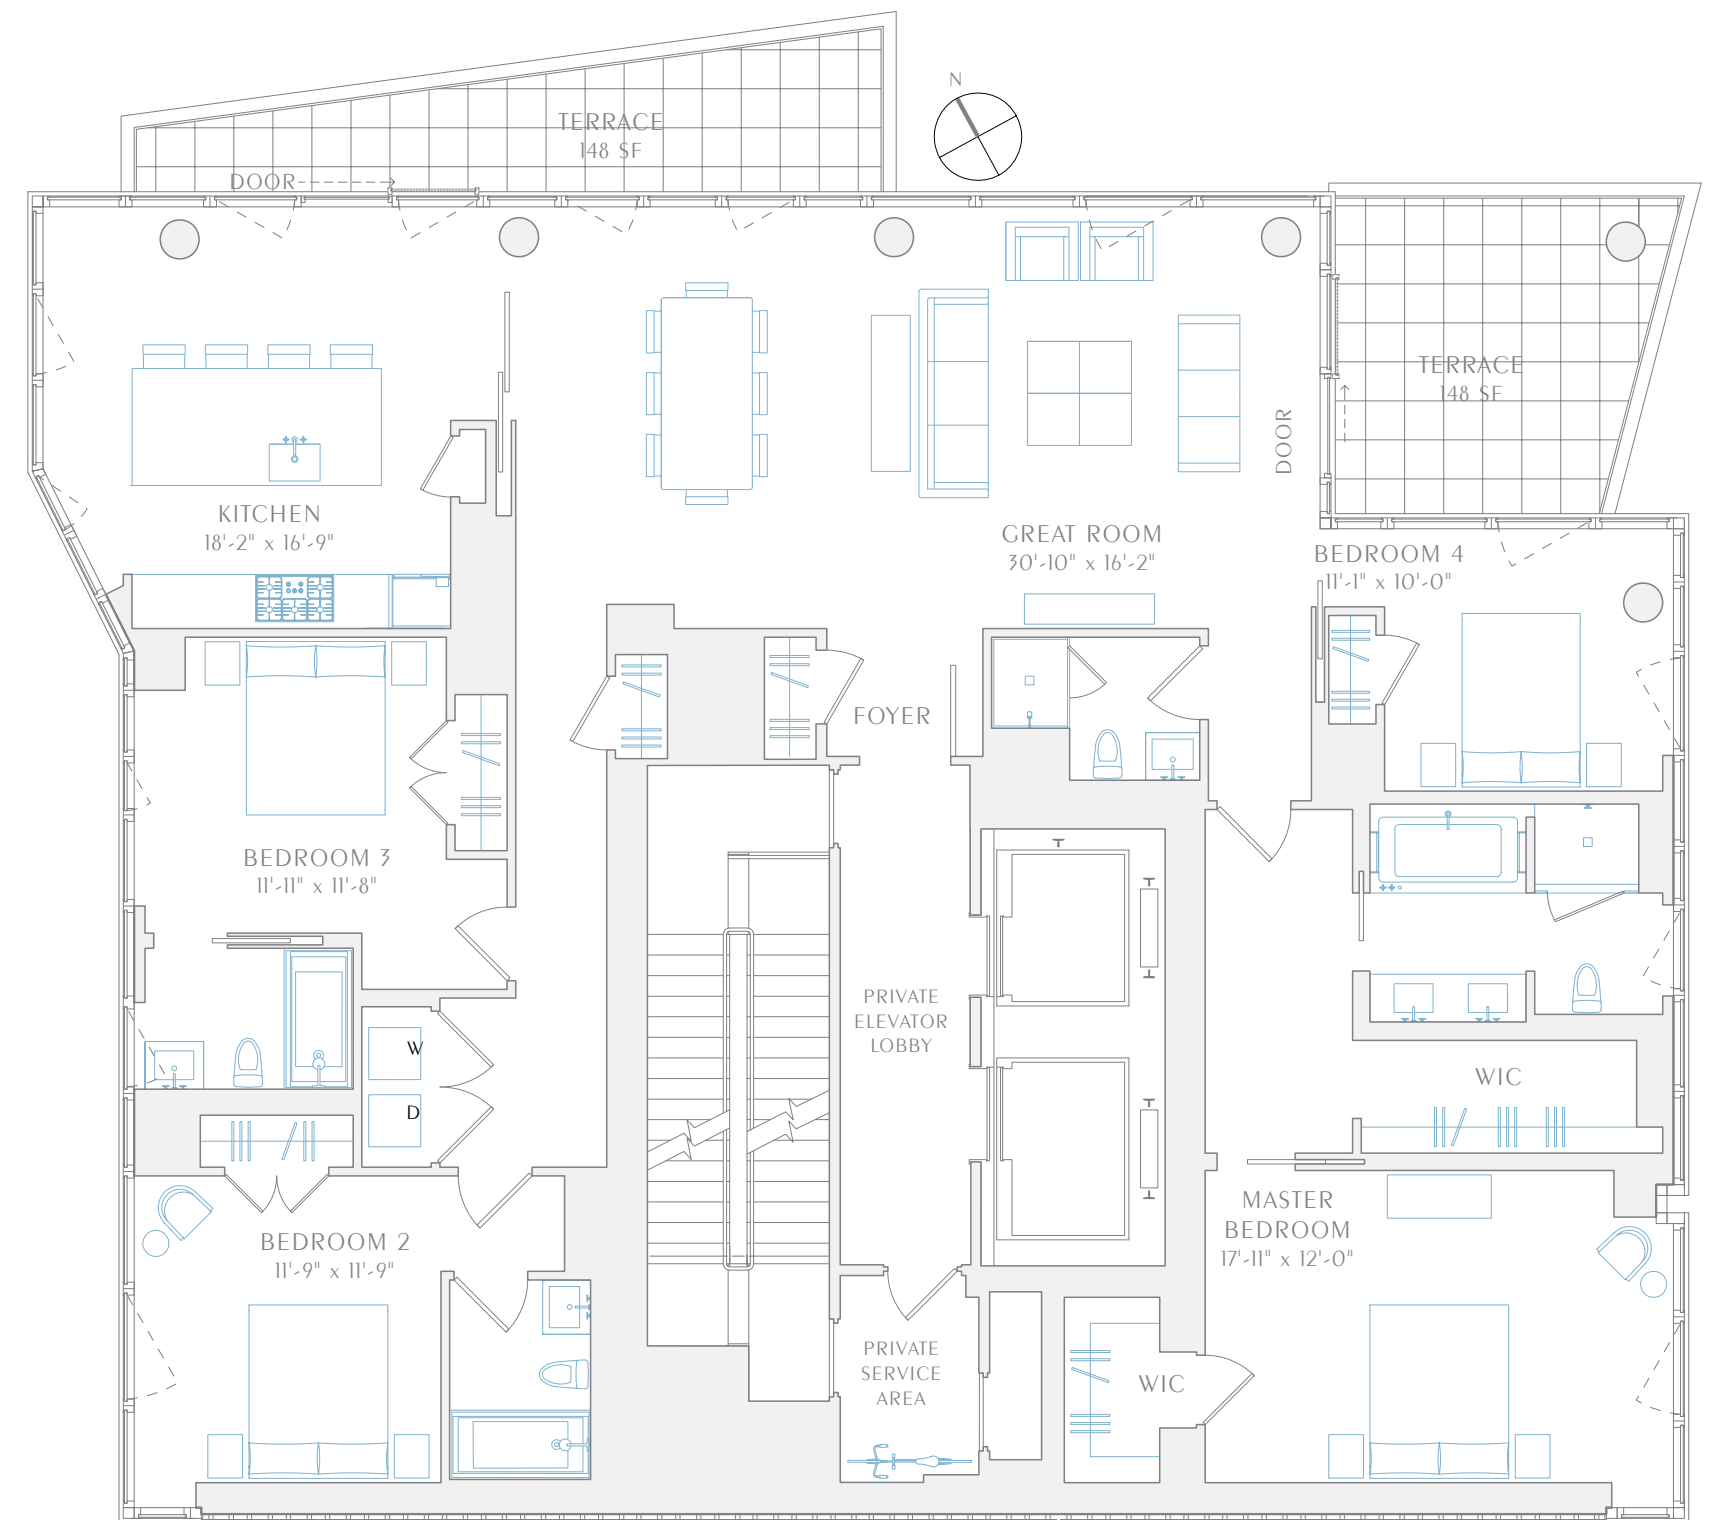 N
TERRACE
148 SF
DOOR
TERRACE
148 SF
DOOR
KITCHEN
18'-2" x 16'-9"
GREAT ROOM
30'-10" x 16'-2"
BEDROOM 4
11'-1" x 10'-0"
FOYER
BEDROOM 3
11'-11" x 11'-8"
PRIVATE
ELEVATOR
LOBBY
W
D
WIC
BEDROOM 2
11'-9" x 11'-9"
MASTER
BEDROOM
17'-11" x 12'-0"
PRIVATE
SERVICE
AREA
WIC